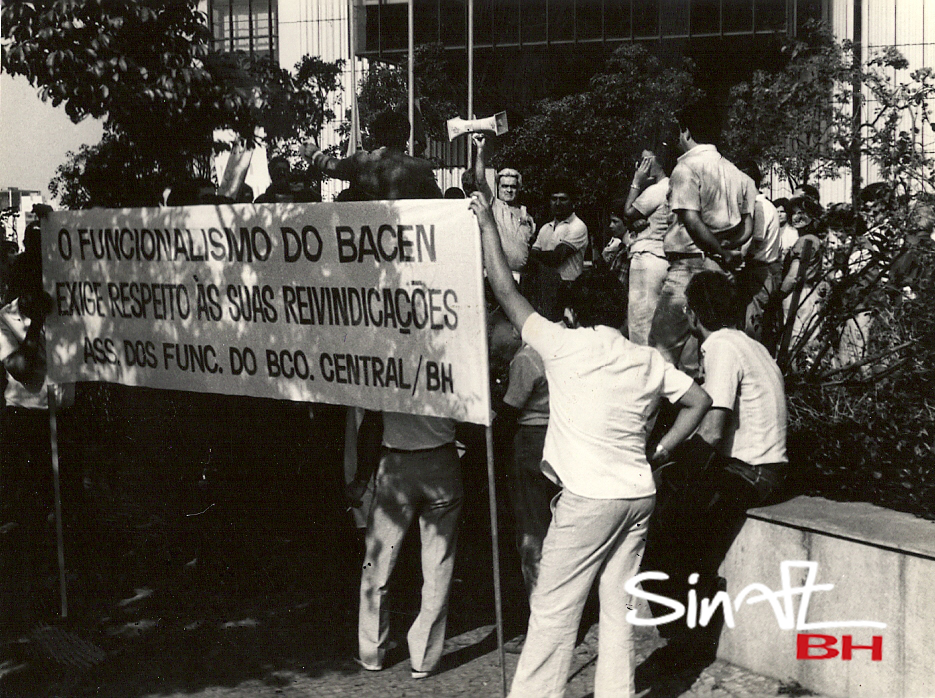 O FUNCIONALISMO DO BACEN
EXIGE RESPEITO ÀS SUAS REIVINDICAÇÕES
ASS. DOS FUNC. DO BCO. CENTRAL/BH
Sinal
BH